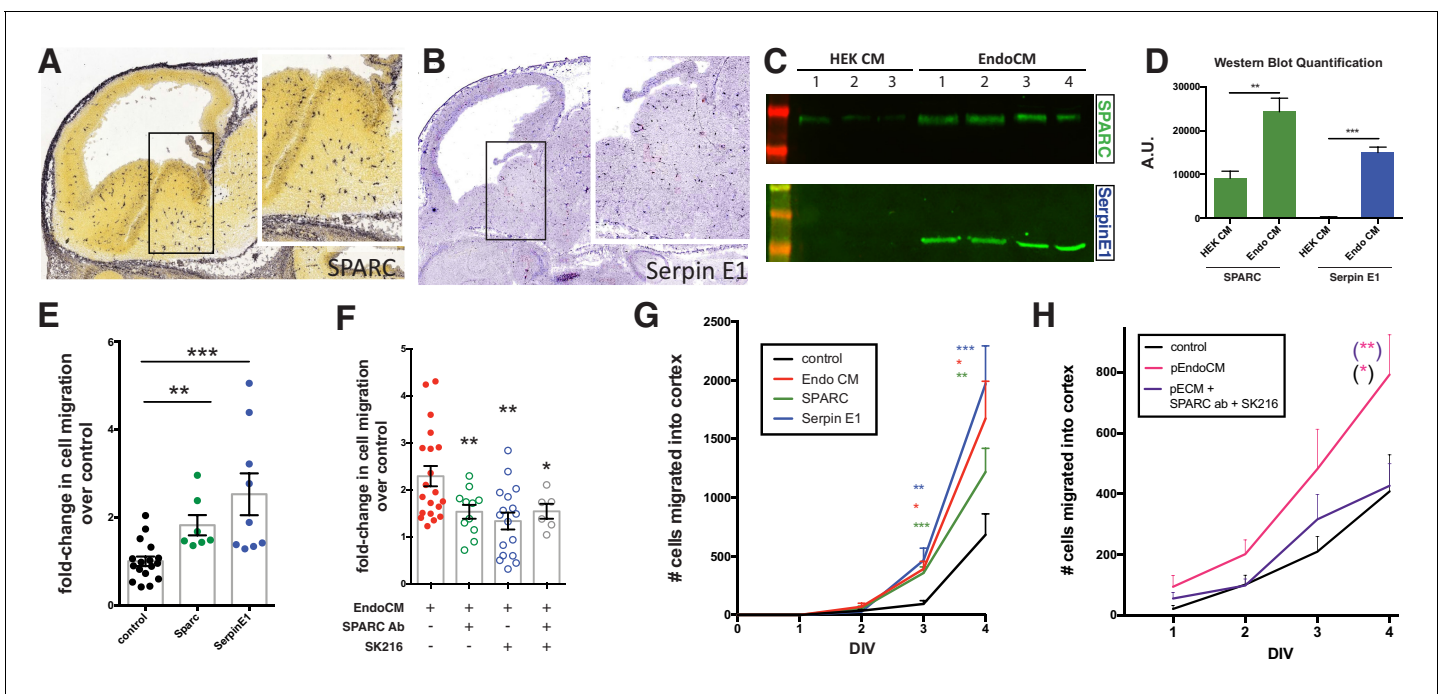 A
SPARC
B
Serpin E1
C
HEK CM
EndoCM
1 2 3 1 2 3 4
SPARC
SerpinE1
D
Western Blot Quantification
**
***
A.U.
30000
20000
10000
0
HEK CM
Endo CM
HEK CM
Endo CM
SPARC
Serpin E1
E
fold-change in cell migration
over control
6
4
2
0
***
**
control
Sparc
SerpinE1
F
fold-change in cell migration
over control
5
4
3
2
1
0
**
**
*
EndoCM + + + +
SPARC Ab - + - +
SK216 - - + +
G
# cells migrated into cortex
2500
2000
1500
1000
500
0
control
Endo CM
SPARC
Serpin E1
***
*
**
**
*
***
0 1 2 3 4
DIV
H
# cells migrated into cortex
800
600
400
200
0
control
pEndoCM
pECM +
SPARC ab + SK216
(**)
(*)
1 2 3 4
DIV